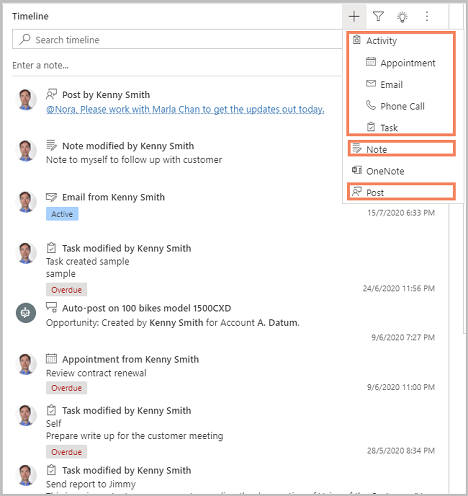 Timeline
Search timeline
Enter a note...
Activity
Appointment
Email
Phone Call
Task
Note
OneNote
Post
Post by Kenny Smith
@Nora, Please work with Marla Chan to get the updates out today.
Note modified by Kenny Smith
Note to myself to follow up with customer
Email from Kenny Smith
Active
15/7/2020 6:33 PM
Task modified by Kenny Smith
Task created sample
sample
Overdue
24/6/2020 11:56 PM
Auto-post on 100 bikes model 1500CXD
Opportunity: Created by Kenny Smith for Account A. Datum.
9/6/2020 7:27 PM
Appointment from Kenny Smith
Review contract renewal
Overdue
9/6/2020 11:00 PM
Task modified by Kenny Smith
Self
Prepare write up for the customer meeting
Overdue
28/5/2020 8:34 PM
Task modified by Kenny Smith
Send report to Jimmy